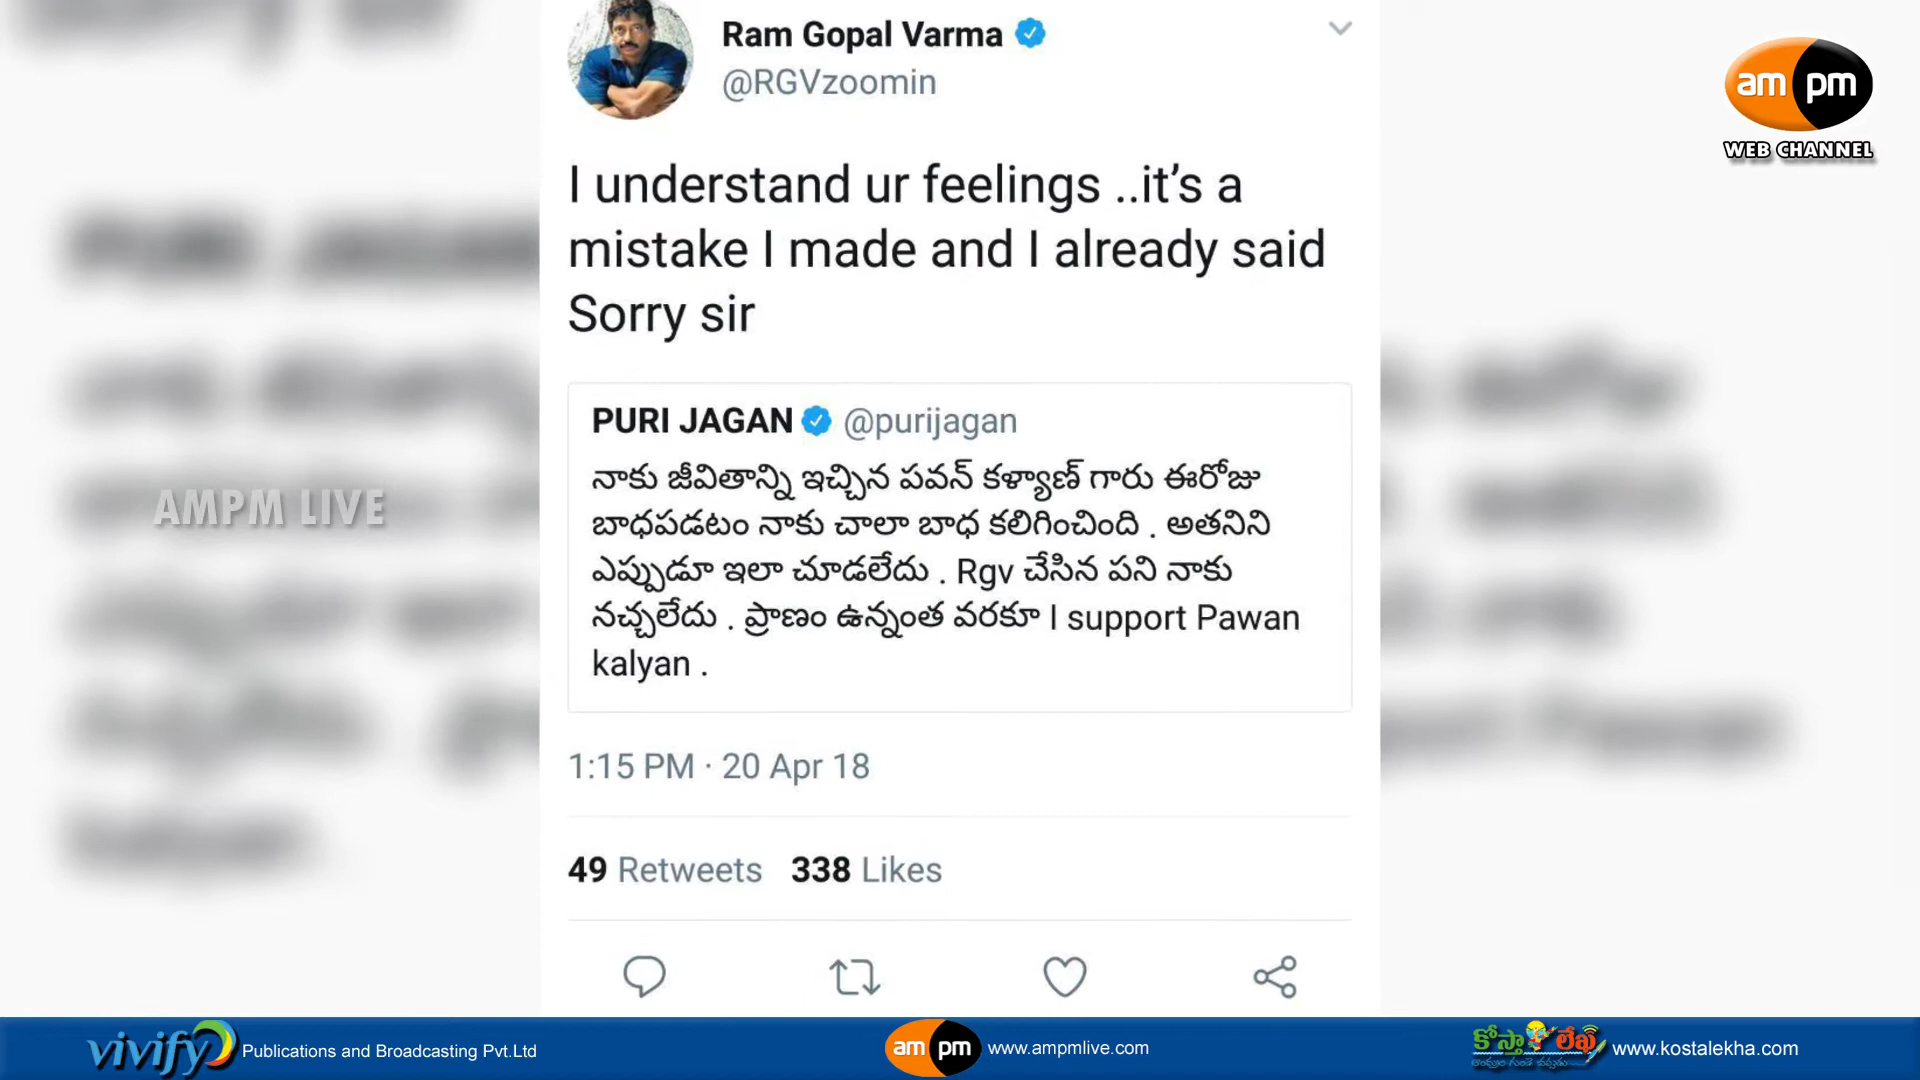 Ram Gopal Varma
@RGVzoomin
am pm
WEB CHANNEL
I understand ur feelings ..it’s a
mistake I made and I already said
Sorry sir
PURI JAGAN @purijagan
నాకు జీవితాన్ని ఇచ్చిన పవన్ కళ్యాణ్ గారు ఈరోజు
బాధపడటం నాకు చాలా బాధ కలిగించింది . అతనిని
ఎప్పుడూ ఇలా చూడలేదు . Rgv చేసిన పని నాకు
నచ్చలేదు . ప్రాణం ఉన్నంత వరకూ I support Pawan
kalyan .
AMPM LIVE
1:15 PM · 20 Apr 18
49 Retweets 338 Likes
vivify Publications and Broadcasting Pvt.Ltd
am pm www.ampmlive.com
కోస్తా లేఖ www.kostalekha.com